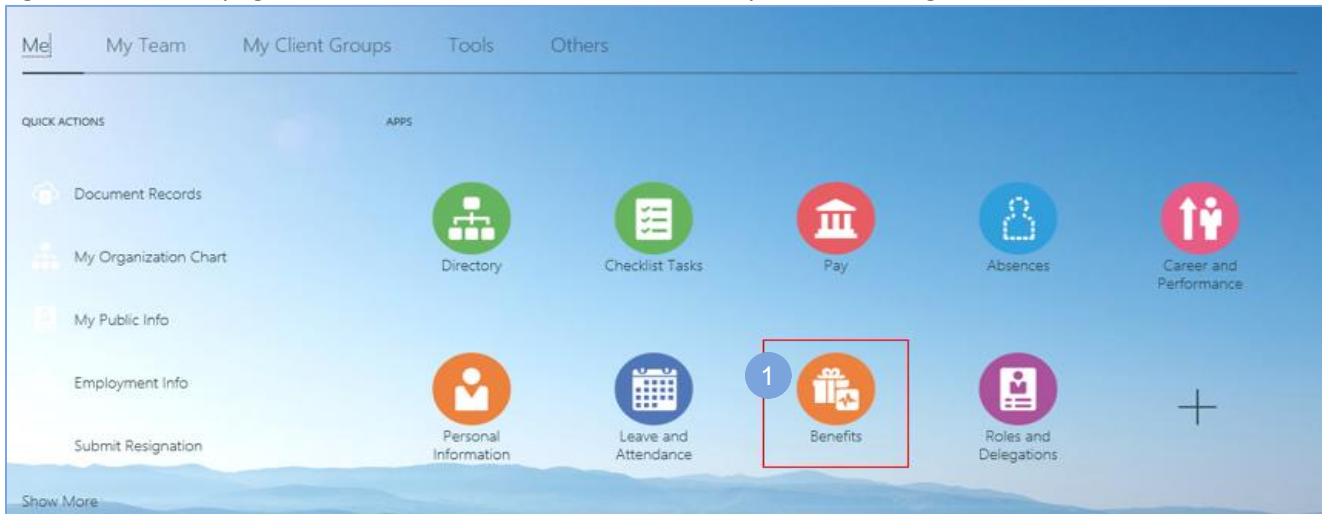 Me My Team My Client Groups Tools Others
QUICK ACTIONS
APPS
Document Records
My Organization Chart
My Public Info
Employment Info
Submit Resignation
Show More
Directory
Checklist Tasks
Pay
Absences
Career and
Performance
Personal
Information
Leave and
Attendance
1
Benefits
Roles and
Delegations